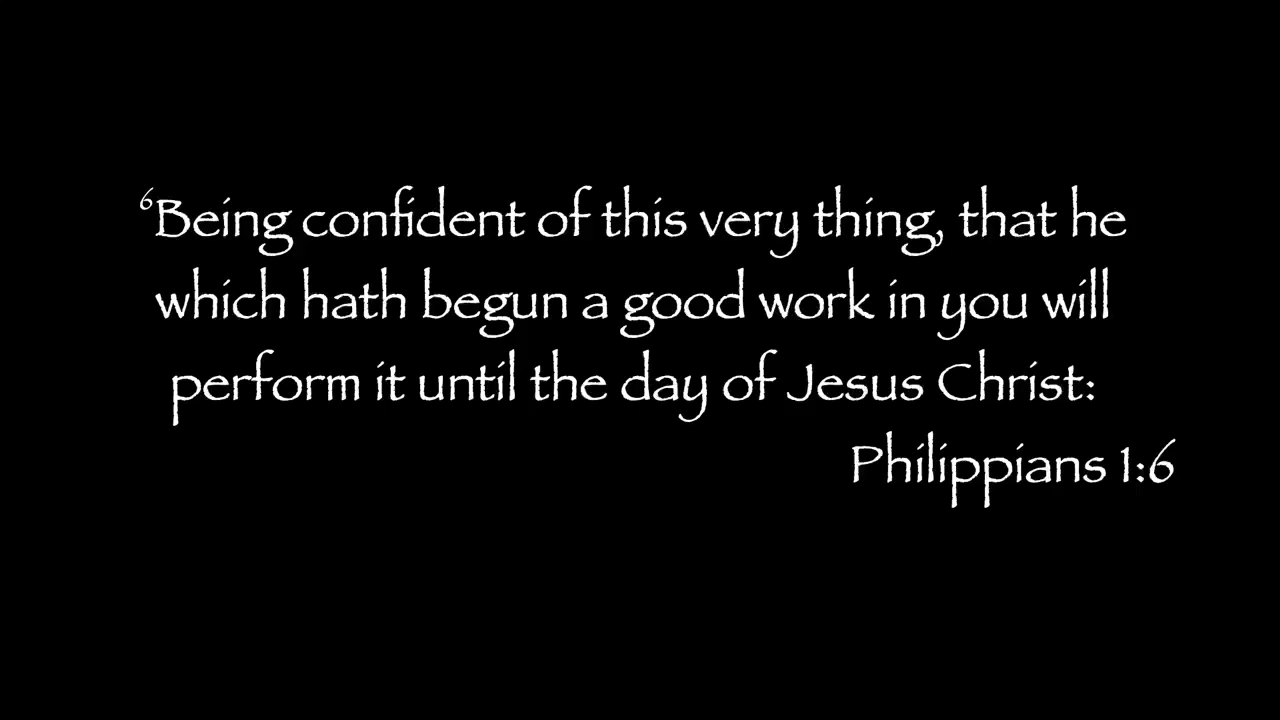 ⁶Being confident of this very thing, that he
which hath begun a good work in you will
perform it until the day of Jesus Christ:
Philippians 1:6